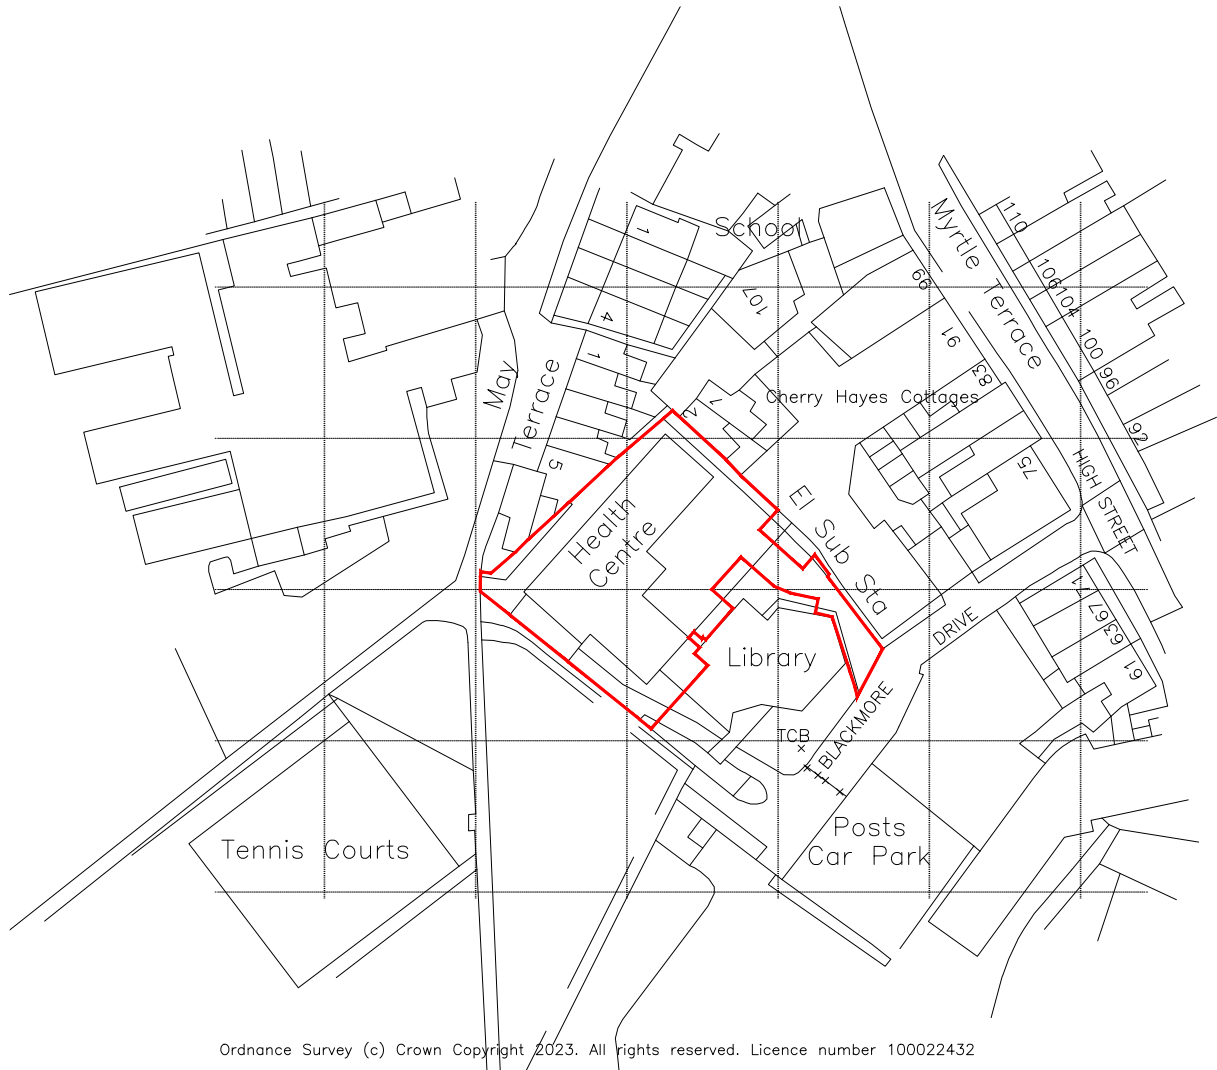 School
Myrtle Terrace
110
106
104
100
96
92
1
4
107
99
91
83
75
Cherry Hayes Cottages
May
Terrace
1
5
7
2
HIGH STREET
El Sub Sta
Health
Centre
Library
DRIVE
BLACKMORE
71
67
63
61
TCB
Posts
Car Park
Tennis Courts
Ordnance Survey (c) Crown Copyright 2023. All rights reserved. Licence number 100022432